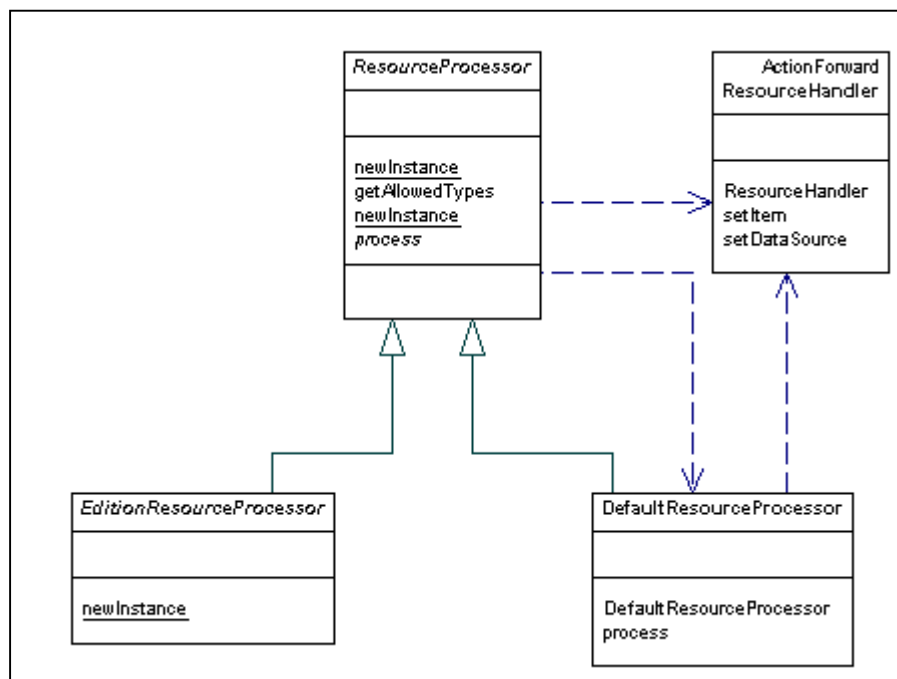 ResourceProcessor
newInstance
getAllowedTypes
newInstance
process
ActionForward
ResourceHandler
ResourceHandler
setItem
setDataSource
EditionResourceProcessor
newInstance
DefaultResourceProcessor
DefaultResourceProcessor
process